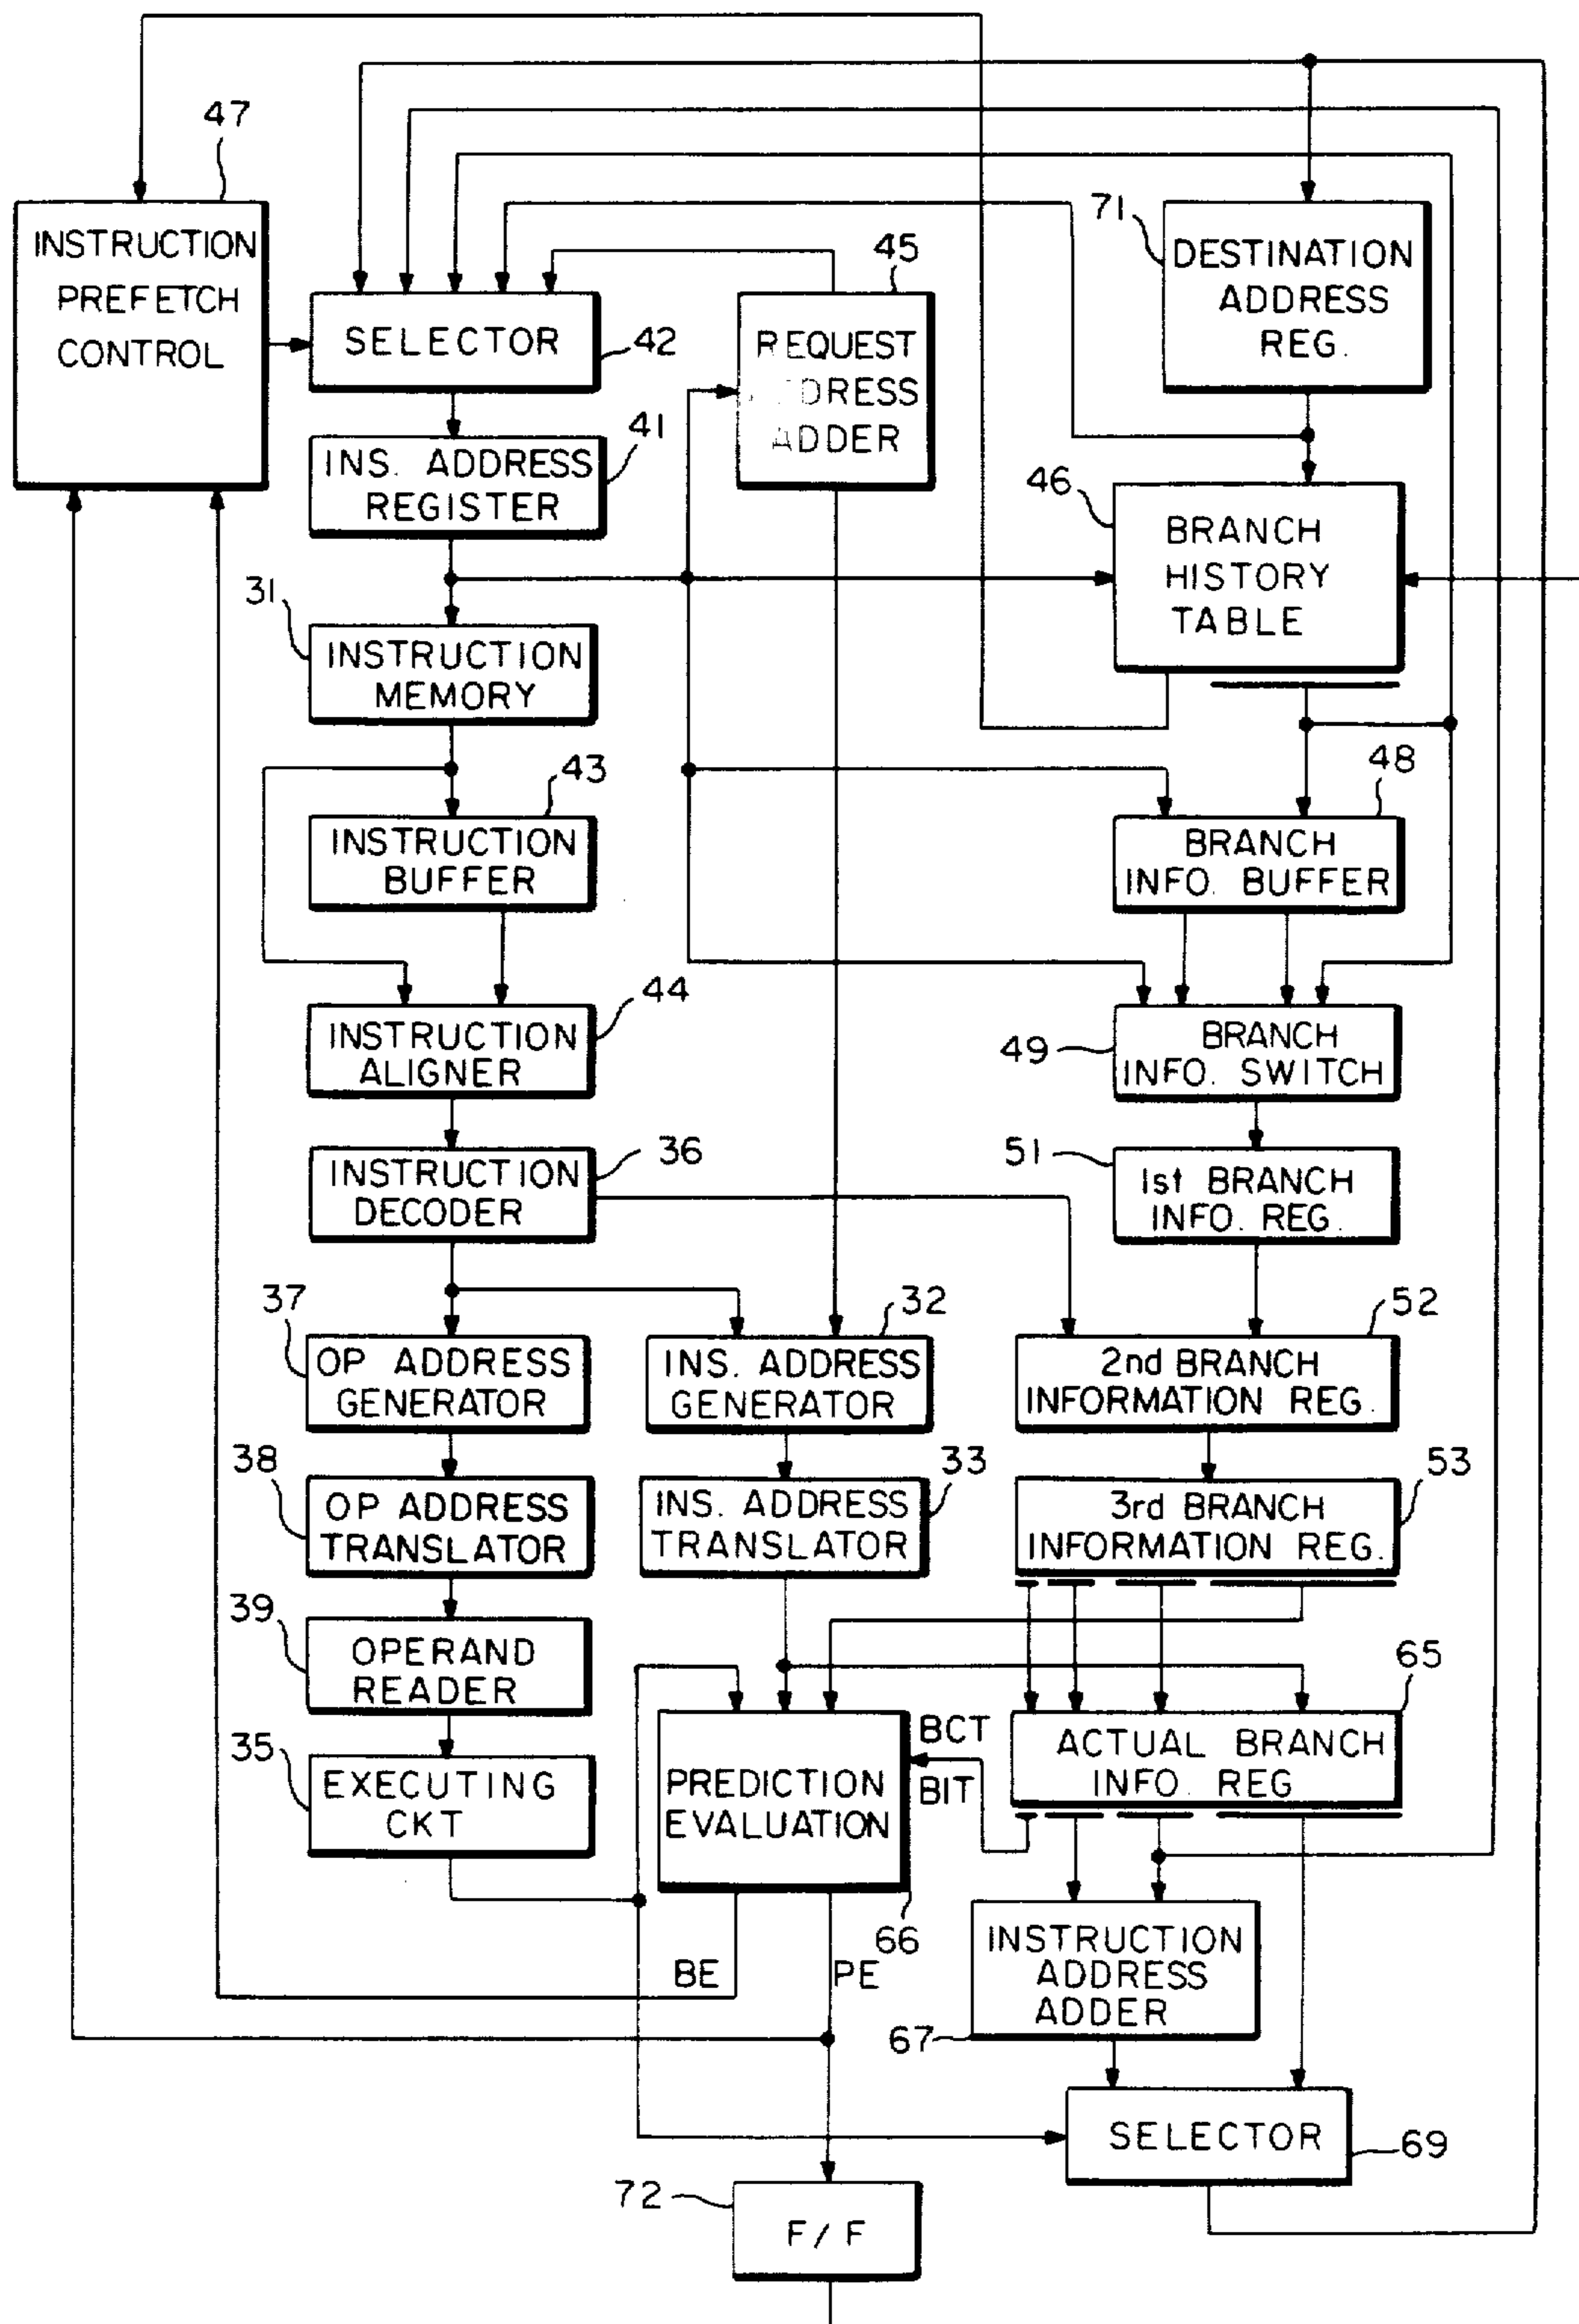 47
INSTRUCTION
PREFETCH
CONTROL
SELECTOR
42
45
REQUEST
ADDRESS
ADDER
71
DESTINATION
ADDRESS
REG.
41
INS. ADDRESS
REGISTER
46
BRANCH
HISTORY
TABLE
31
INSTRUCTION
MEMORY
43
INSTRUCTION
BUFFER
48
BRANCH
INFO. BUFFER
44
INSTRUCTION
ALIGNER
49
BRANCH
INFO. SWITCH
36
INSTRUCTION
DECODER
51
1st BRANCH
INFO. REG.
37
OP ADDRESS
GENERATOR
32
INS. ADDRESS
GENERATOR
52
2nd BRANCH
INFORMATION REG.
38
OP ADDRESS
TRANSLATOR
33
INS. ADDRESS
TRANSLATOR
53
3rd BRANCH
INFORMATION REG.
39
OPERAND
READER
65
ACTUAL BRANCH
INFO. REG
35
EXECUTING
CKT
PREDICTION
EVALUATION
BCT
BIT
66
BE
PE
INSTRUCTION
ADDRESS
ADDER
67
SELECTOR
69
72
F/F